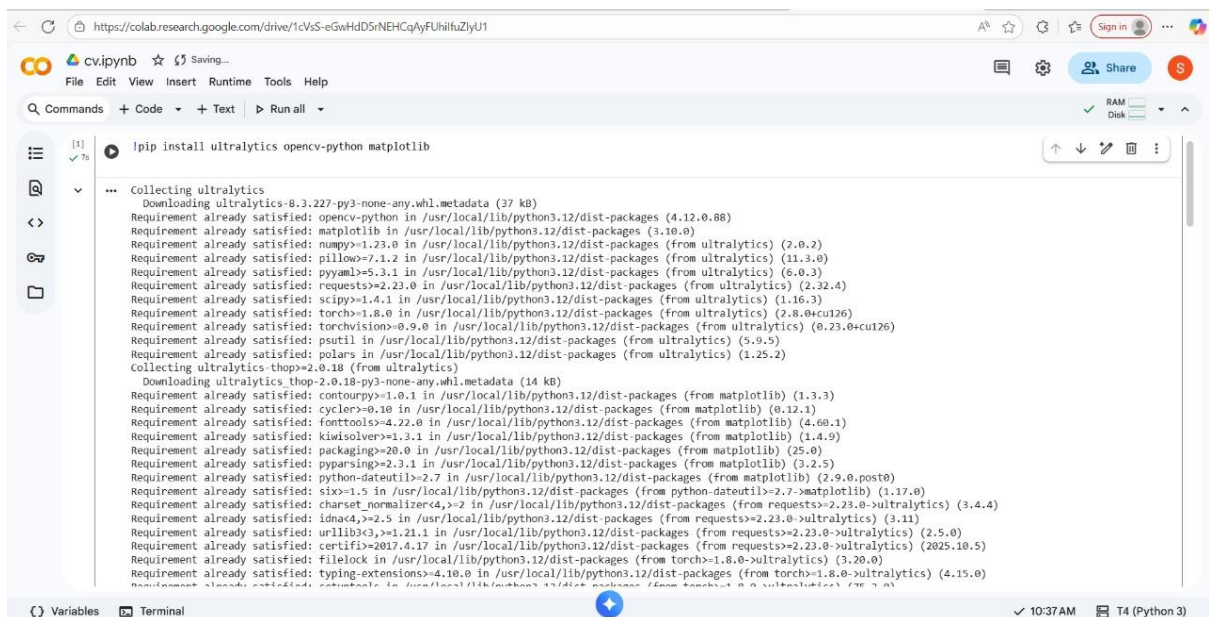 https://colab.research.google.com/drive/1cVsS-eGwHdD5rNEHCqAyFUhiIfuZIyU1
Sign in
CO
cv.ipynb Saving...
File Edit View Insert Runtime Tools Help
Share
S
Commands + Code + Text Run all
RAM
Disk
[1]
7s
!pip install ultralytics opencv-python matplotlib
Collecting ultralytics
Downloading ultralytics-8.3.227-py3-none-any.whl.metadata (37 kB)
Requirement already satisfied: opencv-python in /usr/local/lib/python3.12/dist-packages (4.12.0.88)
Requirement already satisfied: matplotlib in /usr/local/lib/python3.12/dist-packages (3.10.0)
Requirement already satisfied: numpy>=1.23.0 in /usr/local/lib/python3.12/dist-packages (from ultralytics) (2.0.2)
Requirement already satisfied: pillow>=7.1.2 in /usr/local/lib/python3.12/dist-packages (from ultralytics) (11.3.0)
Requirement already satisfied: pyyaml>=5.3.1 in /usr/local/lib/python3.12/dist-packages (from ultralytics) (6.0.3)
Requirement already satisfied: requests>=2.23.0 in /usr/local/lib/python3.12/dist-packages (from ultralytics) (2.32.4)
Requirement already satisfied: scipy>=1.4.1 in /usr/local/lib/python3.12/dist-packages (from ultralytics) (1.16.3)
Requirement already satisfied: torch>=1.8.0 in /usr/local/lib/python3.12/dist-packages (from ultralytics) (2.8.0+cu126)
Requirement already satisfied: torchvision>=0.9.0 in /usr/local/lib/python3.12/dist-packages (from ultralytics) (0.23.0+cu126)
Requirement already satisfied: psutil in /usr/local/lib/python3.12/dist-packages (from ultralytics) (5.9.5)
Requirement already satisfied: polars in /usr/local/lib/python3.12/dist-packages (from ultralytics) (1.25.2)
Collecting ultralytics-thop>=2.0.18 (from ultralytics)
Downloading ultralytics_thop-2.0.18-py3-none-any.whl.metadata (14 kB)
Requirement already satisfied: contourpy>=1.0.1 in /usr/local/lib/python3.12/dist-packages (from matplotlib) (1.3.3)
Requirement already satisfied: cycler>=0.10 in /usr/local/lib/python3.12/dist-packages (from matplotlib) (0.12.1)
Requirement already satisfied: fonttools>=4.22.0 in /usr/local/lib/python3.12/dist-packages (from matplotlib) (4.60.1)
Requirement already satisfied: kiwisolver>=1.3.1 in /usr/local/lib/python3.12/dist-packages (from matplotlib) (1.4.9)
Requirement already satisfied: packaging>=20.0 in /usr/local/lib/python3.12/dist-packages (from matplotlib) (25.0)
Requirement already satisfied: pyparsing>=2.3.1 in /usr/local/lib/python3.12/dist-packages (from matplotlib) (3.2.5)
Requirement already satisfied: python-dateutil>=2.7 in /usr/local/lib/python3.12/dist-packages (from matplotlib) (2.9.0.post0)
Requirement already satisfied: six>=1.5 in /usr/local/lib/python3.12/dist-packages (from python-dateutil>=2.7->matplotlib) (1.17.0)
Requirement already satisfied: charset_normalizer<4,>=2 in /usr/local/lib/python3.12/dist-packages (from requests>=2.23.0->ultralytics) (3.4.4)
Requirement already satisfied: idna<4,>=2.5 in /usr/local/lib/python3.12/dist-packages (from requests>=2.23.0->ultralytics) (3.11)
Requirement already satisfied: urllib3<3,>=1.21.1 in /usr/local/lib/python3.12/dist-packages (from requests>=2.23.0->ultralytics) (2.5.0)
Requirement already satisfied: certifi>=2017.4.17 in /usr/local/lib/python3.12/dist-packages (from requests>=2.23.0->ultralytics) (2025.10.5)
Requirement already satisfied: filelock in /usr/local/lib/python3.12/dist-packages (from torch>=1.8.0->ultralytics) (3.20.0)
Requirement already satisfied: typing-extensions>=4.10.0 in /usr/local/lib/python3.12/dist-packages (from torch>=1.8.0->ultralytics) (4.15.0)
Variables Terminal
10:37 AM T4 (Python 3)